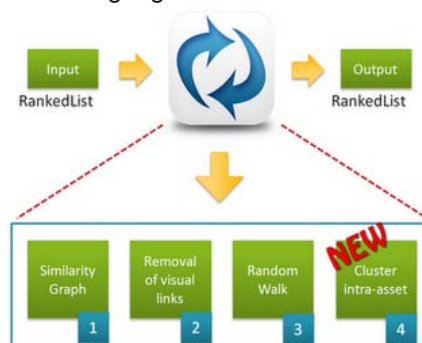 Input
Output
RankedList
RankedList
NEW
Similarity
Graph
1
Removal
of visual
links
2
Random
Walk
3
Cluster
intra-asset
4